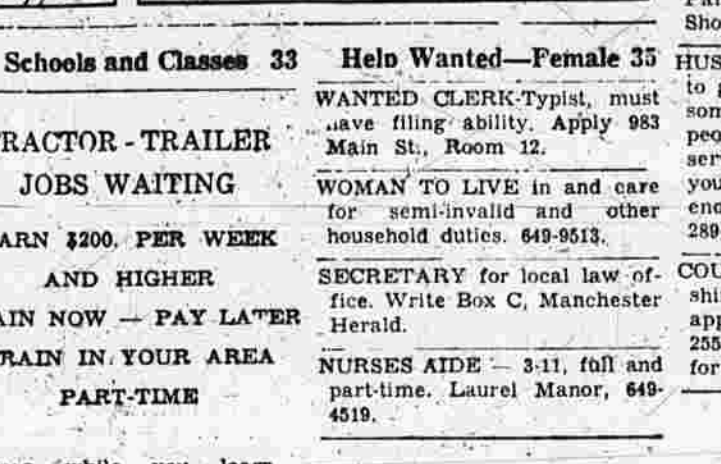 Schools and Classes 33
RACTOR - TRAILER
JOBS WAITING
ARN $200. PER WEEK
AND HIGHER
AIN NOW — PAY LATER
RAIN IN YOUR AREA
PART-TIME
Help Wanted—Female 35
WANTED CLERK-Typist, must
have filing ability. Apply 983
Main St., Room 12.
WOMAN TO LIVE in and care
for semi-invalid and other
household duties. 649-9513.
SECRETARY for local law of-
fice. Write Box C, Manchester
Herald.
NURSES AIDE — 3-11, full and
part-time. Laurel Manor, 649-
4519.
Sho
HUS
to
som
peo
ser
you
enc
289
COU
shi
app
255
for